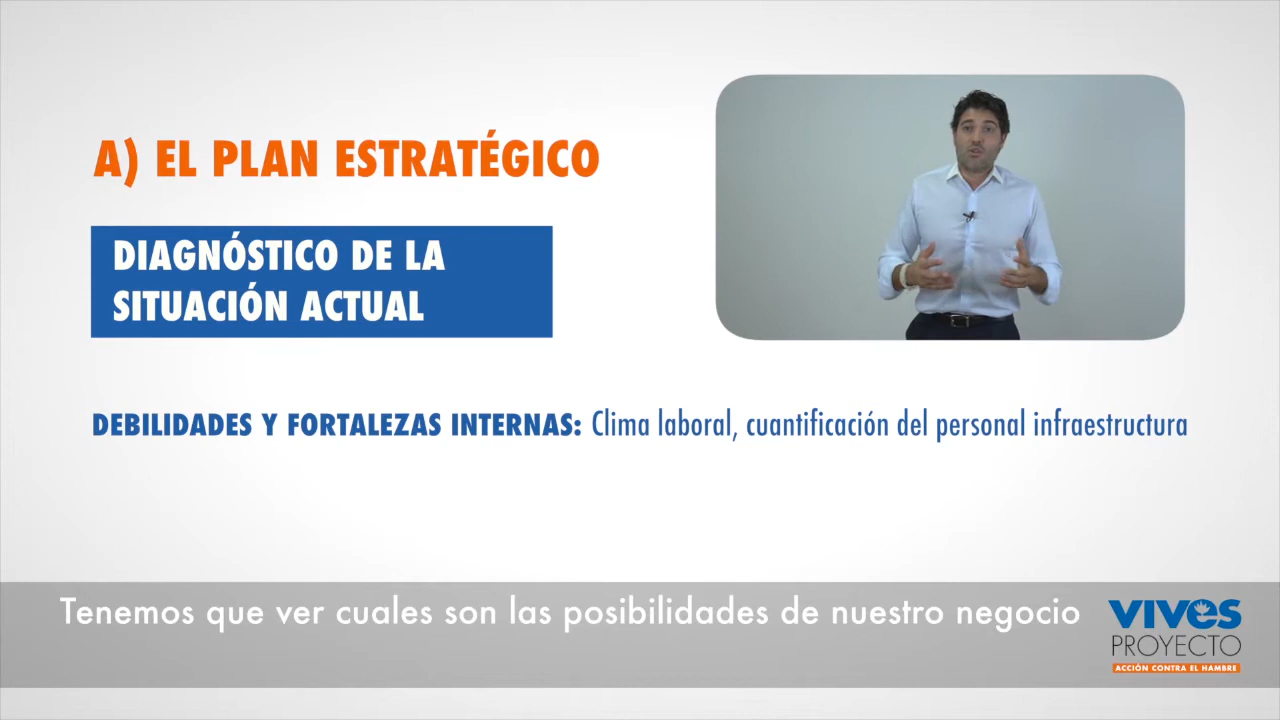 A) EL PLAN ESTRATÉGICO
DIAGNÓSTICO DE LA
SITUACIÓN ACTUAL
DEBILIDADES Y FORTALEZAS INTERNAS: Clima laboral, cuantificación del personal infraestructura
Tenemos que ver cuales son las posibilidades de nuestro negocio
VIVES
PROYECTO
ACCIÓN CONTRA EL HAMBRE